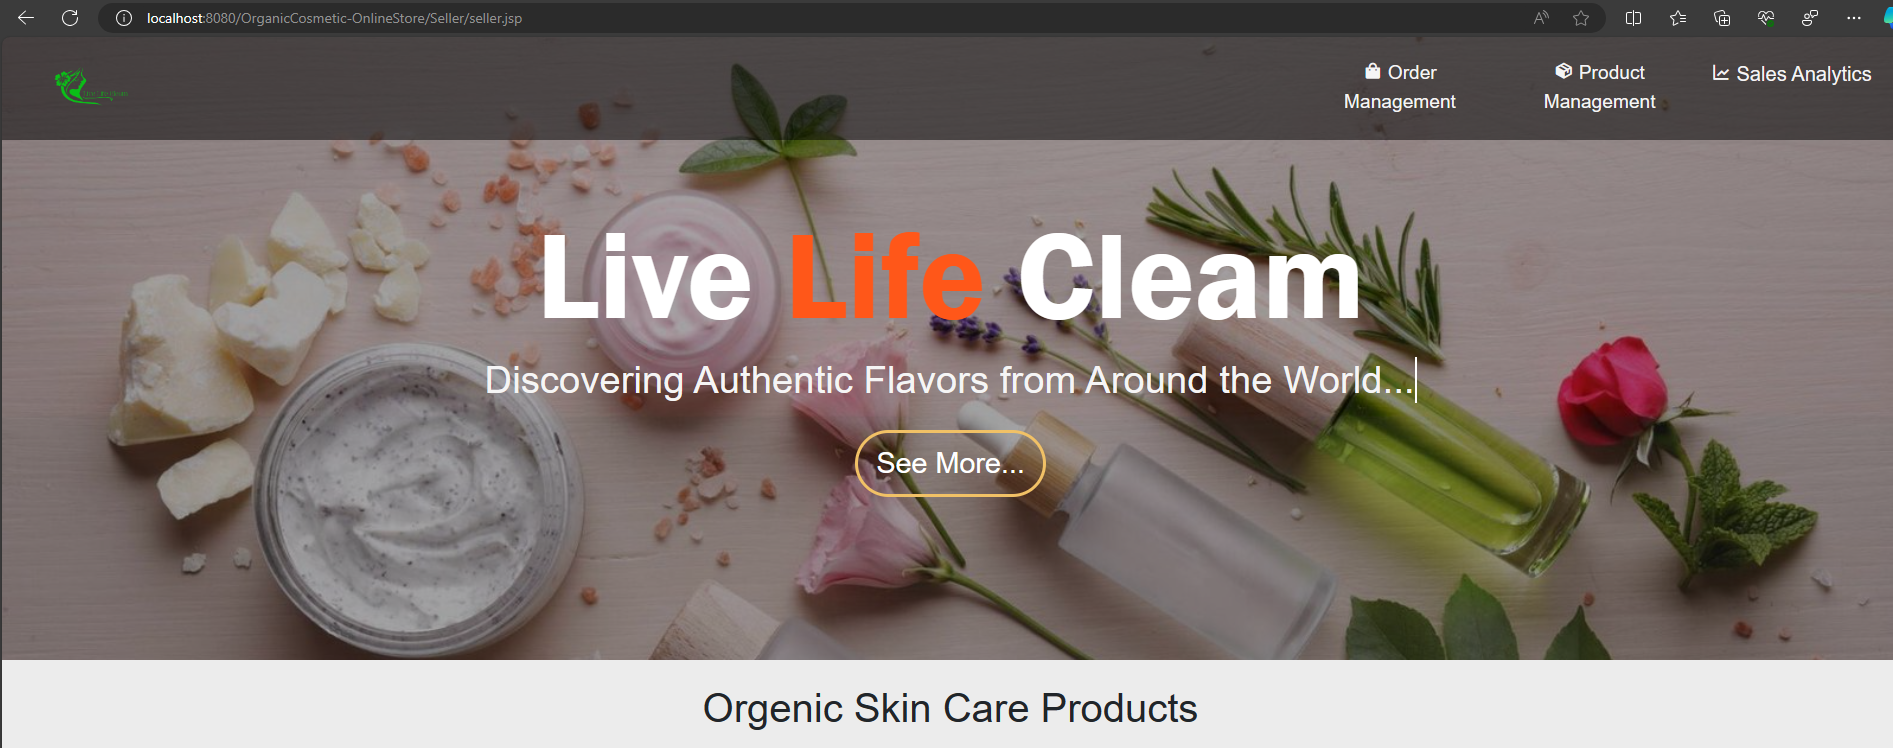 localhost:8080/OrganicCosmetic-OnlineStore/Seller/seller.jsp
Order
Management
Product
Management
Sales Analytics
Live Life Cleam
Discovering Authentic Flavors from Around the World...
See More...
Orgenic Skin Care Products